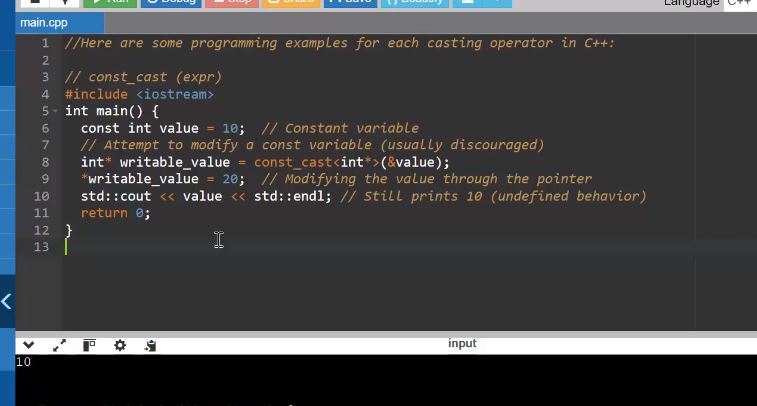 Run Debug Stop Share Save { } Beautify Language C++
main.cpp
1 //Here are some programming examples for each casting operator in C++:
2
3 // const_cast (expr)
4 #include <iostream>
5 int main() {
6 const int value = 10; // Constant variable
7 // Attempt to modify a const variable (usually discouraged)
8 int* writable_value = const_cast<int*>(&value);
9 *writable_value = 20; // Modifying the value through the pointer
10 std::cout << value << std::endl; // Still prints 10 (undefined behavior)
11 return 0;
12 }
13
input
10